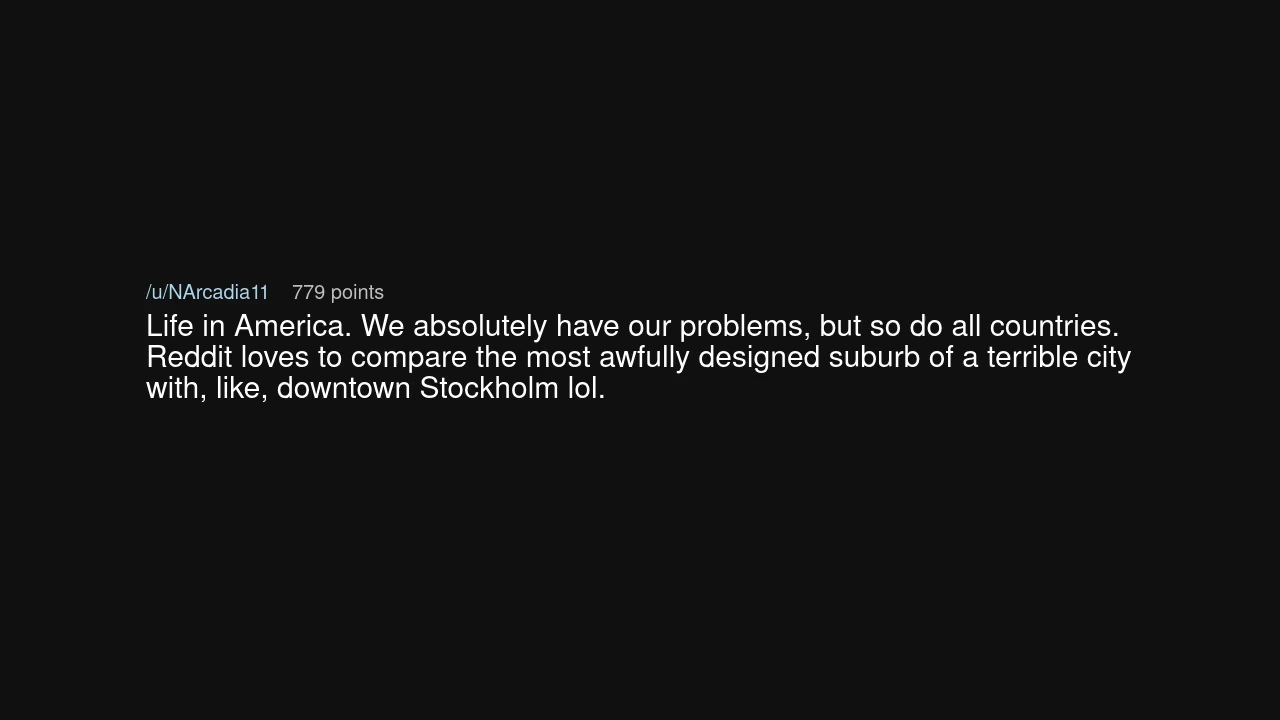 /u/NArcadia11 779 points
Life in America. We absolutely have our problems, but so do all countries.
Reddit loves to compare the most awfully designed suburb of a terrible city
with, like, downtown Stockholm lol.